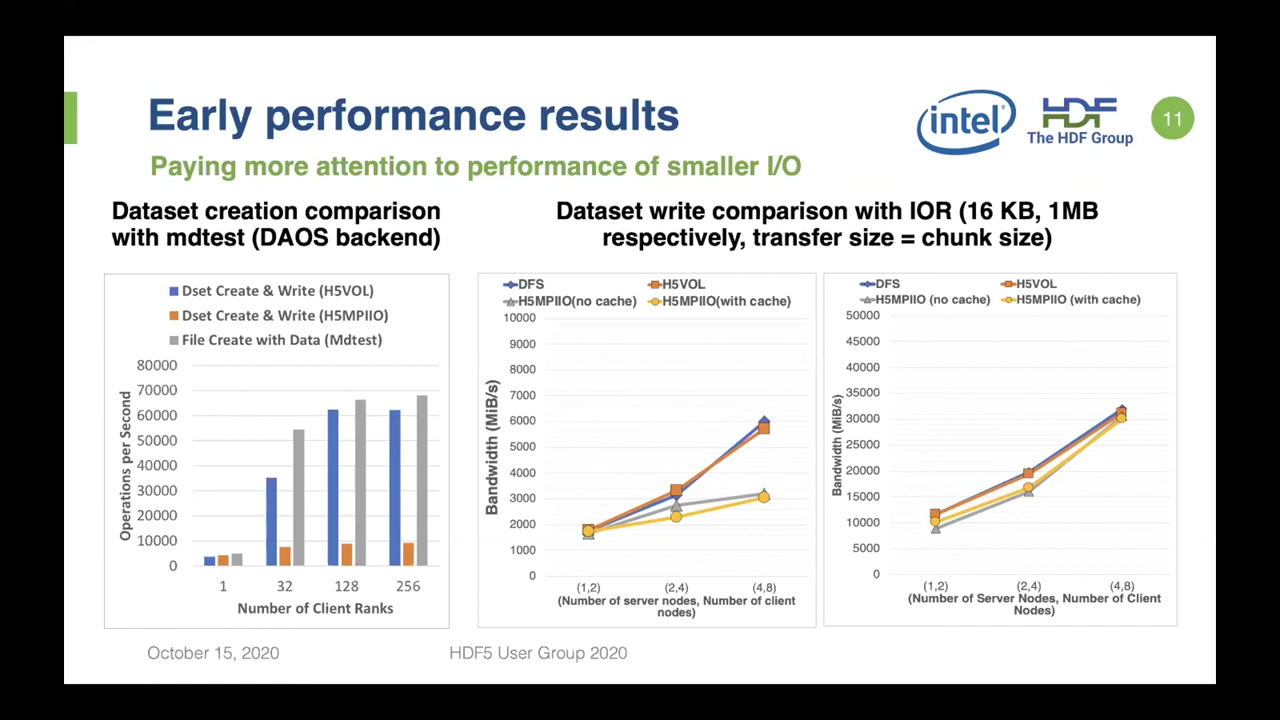 Early performance results
intel
HDF
The HDF Group
11
Paying more attention to performance of smaller I/O
Dataset creation comparison
with mdtest (DAOS backend)
Dataset write comparison with IOR (16 KB, 1MB
respectively, transfer size = chunk size)
Dset Create & Write (H5VOL)
Dset Create & Write (H5MPIIO)
File Create with Data (Mdtest)
80000
70000
60000
50000
40000
30000
20000
10000
0
Operations per Second
1 32 128 256
Number of Client Ranks
DFS H5VOL
H5MPIIO(no cache) H5MPIIO(with cache)
10000
9000
8000
7000
6000
5000
4000
3000
2000
1000
0
Bandwidth (MiB/s)
(1,2) (2,4) (4,8)
(Number of server nodes, Number of client
nodes)
DFS H5VOL
H5MPIIO (no cache) H5MPIIO (with cache)
50000
45000
40000
35000
30000
25000
20000
15000
10000
5000
0
Bandwidth (MiB/s)
(1,2) (2,4) (4,8)
(Number of Server Nodes, Number of Client
Nodes)
October 15, 2020
HDF5 User Group 2020